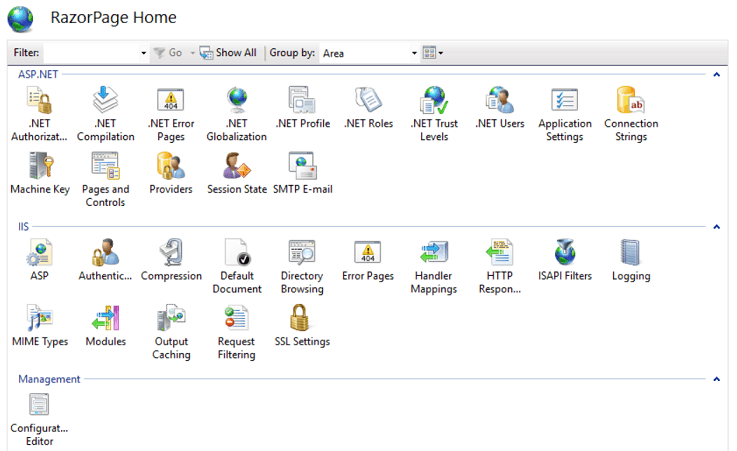 RazorPage Home
Filter: Go Show All Group by: Area
ASP.NET
.NET Authorizat... .NET Compilation .NET Error Pages .NET Globalization .NET Profile .NET Roles .NET Trust Levels .NET Users Application Settings Connection Strings
404
ab
Machine Key Pages and Controls Providers Session State SMTP E-mail
IIS
ASP Authentic... Compression Default Document Directory Browsing Error Pages Handler Mappings HTTP Respon... ISAPI Filters Logging
404
MIME Types Modules Output Caching Request Filtering SSL Settings
Management
Configurat... Editor